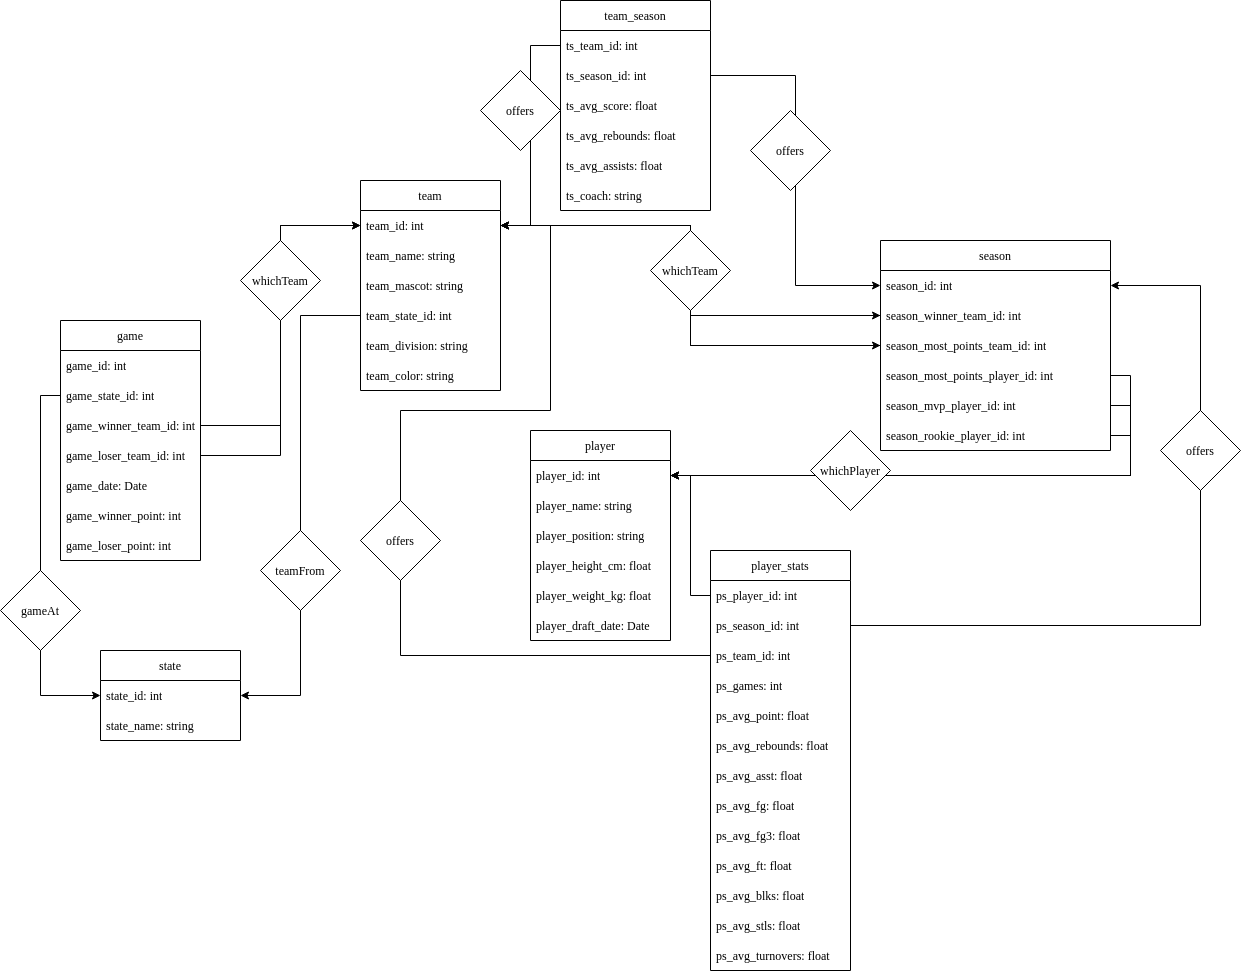 team_season
ts_team_id: int
ts_season_id: int
ts_avg_score: float
ts_avg_rebounds: float
ts_avg_assists: float
ts_coach: string
offers
offers
team
team_id: int
team_name: string
team_mascot: string
team_state_id: int
team_division: string
team_color: string
whichTeam
whichTeam
season
season_id: int
season_winner_team_id: int
season_most_points_team_id: int
season_most_points_player_id: int
season_mvp_player_id: int
season_rookie_player_id: int
game
game_id: int
game_state_id: int
game_winner_team_id: int
game_loser_team_id: int
game_date: Date
game_winner_point: int
game_loser_point: int
player
player_id: int
player_name: string
player_position: string
player_height_cm: float
player_weight_kg: float
player_draft_date: Date
whichPlayer
offers
offers
teamFrom
gameAt
state
state_id: int
state_name: string
player_stats
ps_player_id: int
ps_season_id: int
ps_team_id: int
ps_games: int
ps_avg_point: float
ps_avg_rebounds: float
ps_avg_asst: float
ps_avg_fg: float
ps_avg_fg3: float
ps_avg_ft: float
ps_avg_blks: float
ps_avg_stls: float
ps_avg_turnovers: float